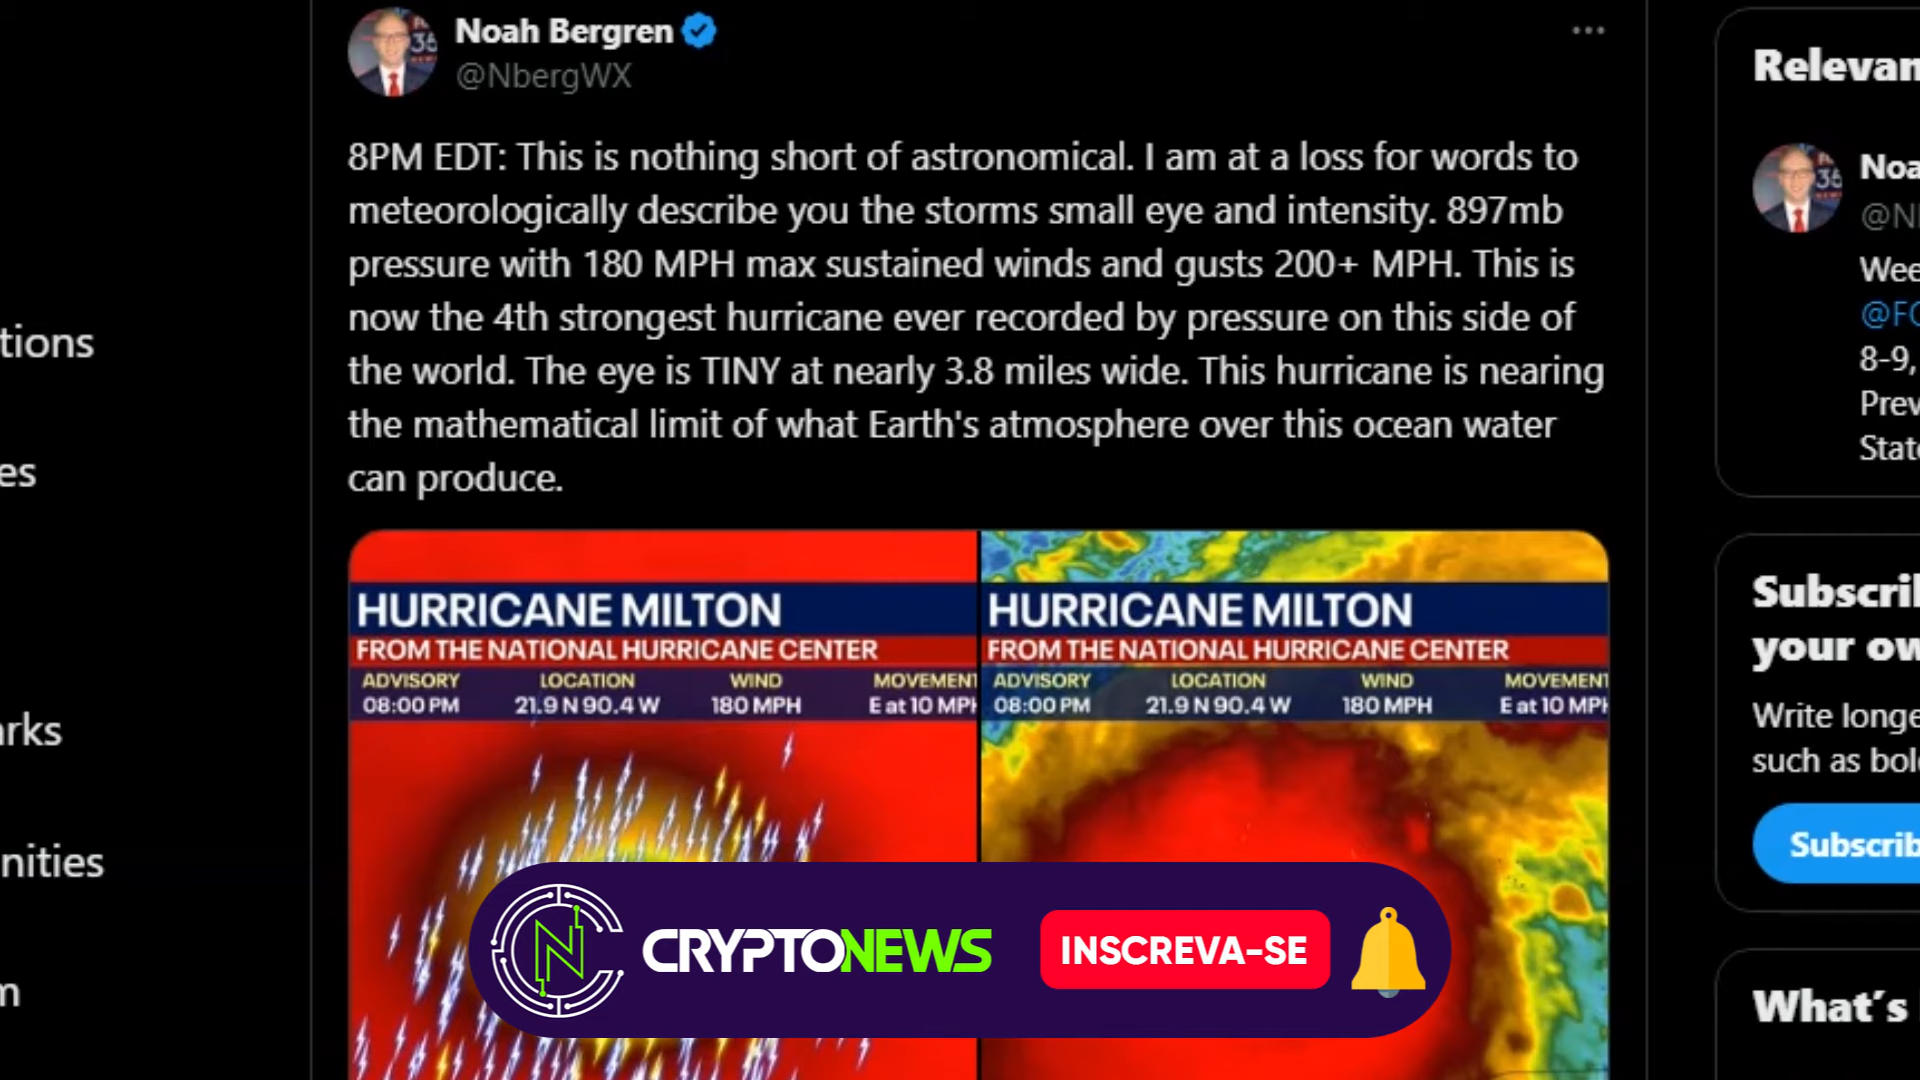 Noah Bergren
@NbergWX
8PM EDT: This is nothing short of astronomical. I am at a loss for words to
meteorologically describe you the storms small eye and intensity. 897mb
pressure with 180 MPH max sustained winds and gusts 200+ MPH. This is
now the 4th strongest hurricane ever recorded by pressure on this side of
the world. The eye is TINY at nearly 3.8 miles wide. This hurricane is nearing
the mathematical limit of what Earth's atmosphere over this ocean water
can produce.
HURRICANE MILTON
FROM THE NATIONAL HURRICANE CENTER
ADVISORY LOCATION WIND MOVEMENT
08:00 PM 21.9 N 90.4 W 180 MPH E at 10 MPH
HURRICANE MILTON
FROM THE NATIONAL HURRICANE CENTER
ADVISORY LOCATION WIND MOVEMENT
08:00 PM 21.9 N 90.4 W 180 MPH E at 10 MPH
CRYPTONEWS
INSCREVA-SE
tions
es
arks
nities
m
Relevan
Noa
@N
Wee
@FO
8-9,
Prev
State
Subscrib
your ow
Write longe
such as bol
Subscrib
What's